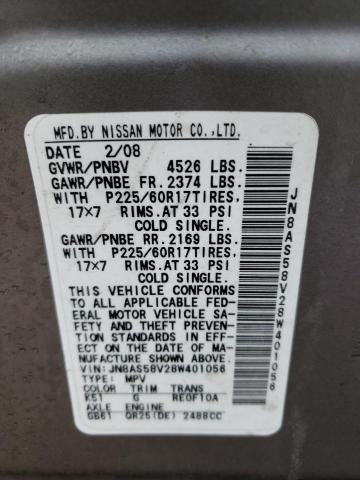 MFD.BY NISSAN MOTOR CO.,LTD.
DATE 2/08
GVWR/PNBV 4526 LBS.
GAWR/PNBE FR. 2374 LBS.
WITH P225/60R17TIRES,
17×7 RIMS.AT 33 PSI
COLD SINGLE.
GAWR/PNBE RR. 2169 LBS.
WITH P225/60R17TIRES,
17×7 RIMS.AT 33 PSI
COLD SINGLE.
THIS VEHICLE CONFORMS
TO ALL APPLICABLE FED-
ERAL MOTOR VEHICLE SA-
FETY AND THEFT PREVEN-
TION STANDARDS IN EFFECT
ON THE DATE OF MANU-
FACTURE SHOWN ABOVE.
VIN: JN8AS58V28W401056
TYPE: MPV
COLOR TRIM TRANS
K51 G RE0F10A
AXLE ENGINE
GB61 QR25(DE) 2488CC
JN8AS58V28W401056